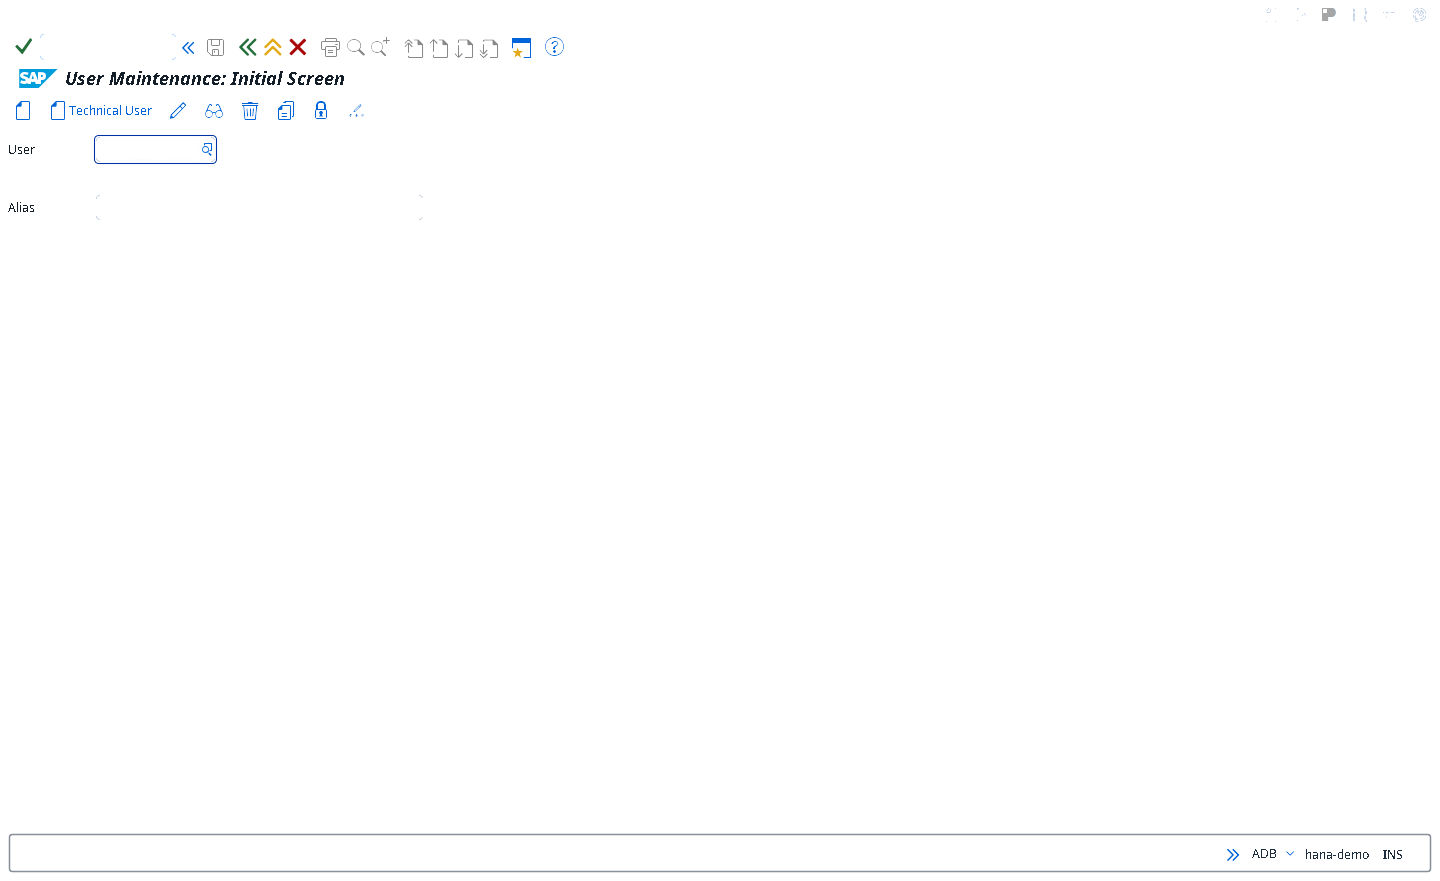 SAP User Maintenance: Initial Screen
Technical User
User
Alias
ADB hana-demo INS